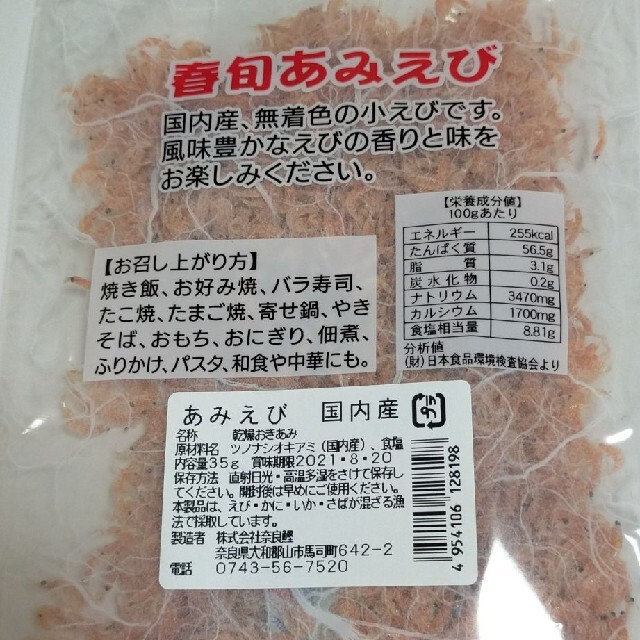 春旬あみえび
国内産、無着色の小えびです。
風味豊かなえびの香りと味を
お楽しみください。
【お召し上がり方】
焼き飯、お好み焼、バラ寿司、
たこ焼、たまご焼、寄せ鍋、やき
そば、おもち、おにぎり、佃煮、
ふりかけ、パスタ、和食や中華にも。
【栄養成分値】
100gあたり
エネルギー 255kcal
たんぱく質 56.5g
脂質 3.1g
炭水化物 0.2g
ナトリウム 3470mg
カルシウム 1700mg
食塩相当量 8.81g
分析値
(財)日本食品環境検査協会より
あみえび 国内産
プラ
名称 乾燥おきあみ
原材料名 ツノナシオキアミ(国内産)、食塩
内容量35g 賞味期限2021・8・20
保存方法 直射日光・高温多湿をさけて保存し
てください。開封後は早めにご使用ください。
本製品は、えび・かに・いか・さばが混ざる漁
法で採取しています。
製造者 株式会社奈良鰹
奈良県大和郡山市馬司町642-2
電話 0743-56-7520
4 954106 128198